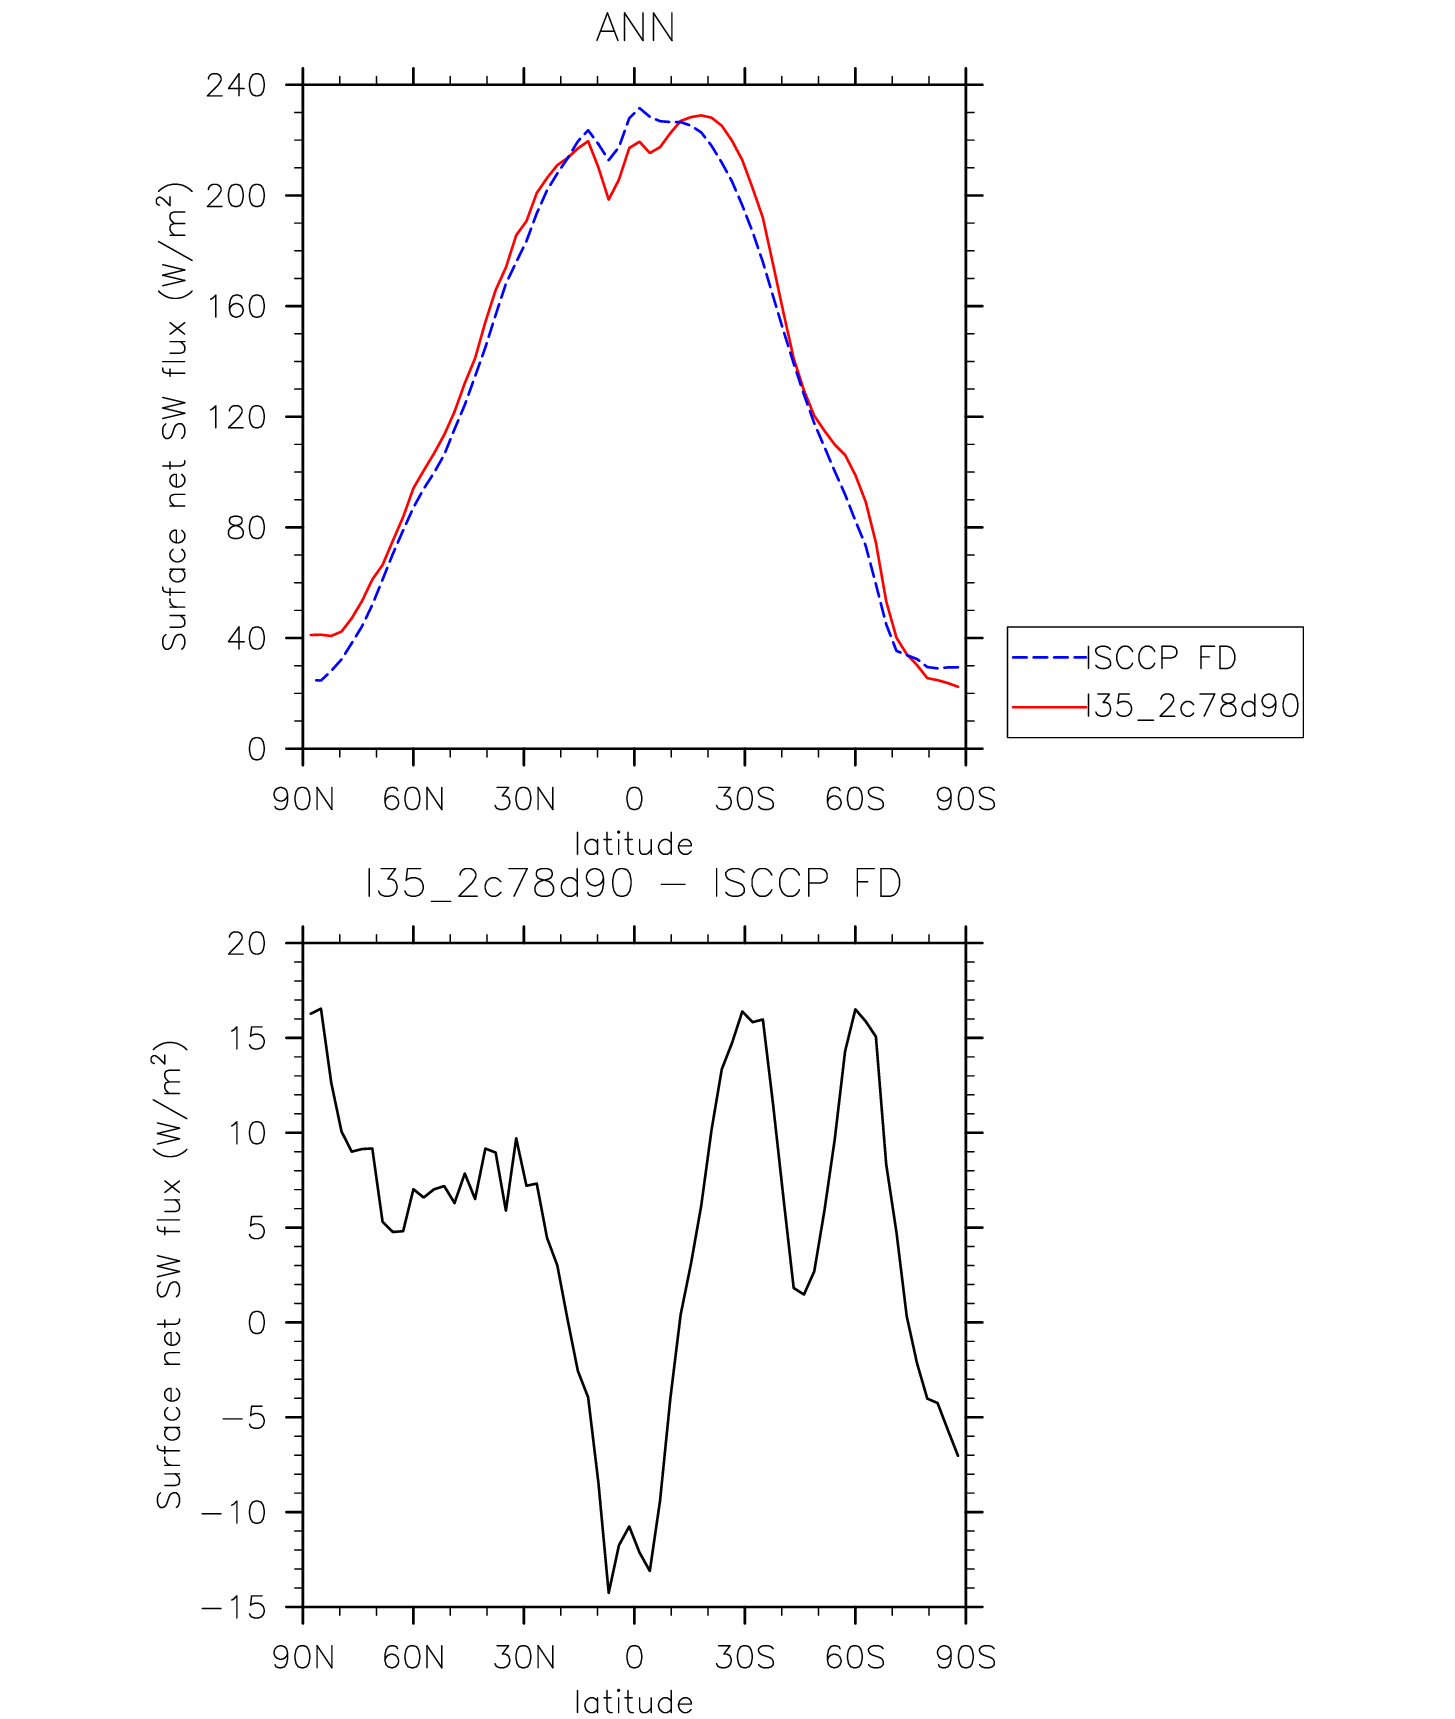 ANN
Surface net SW flux (W/m²)
240
200
160
120
80
40
0
90N 60N 30N 0 30S 60S 90S
latitude
ISCCP FD
I35_2c78d90
I35_2c78d90 − ISCCP FD
Surface net SW flux (W/m²)
20
15
10
5
0
−5
−10
−15
90N 60N 30N 0 30S 60S 90S
latitude